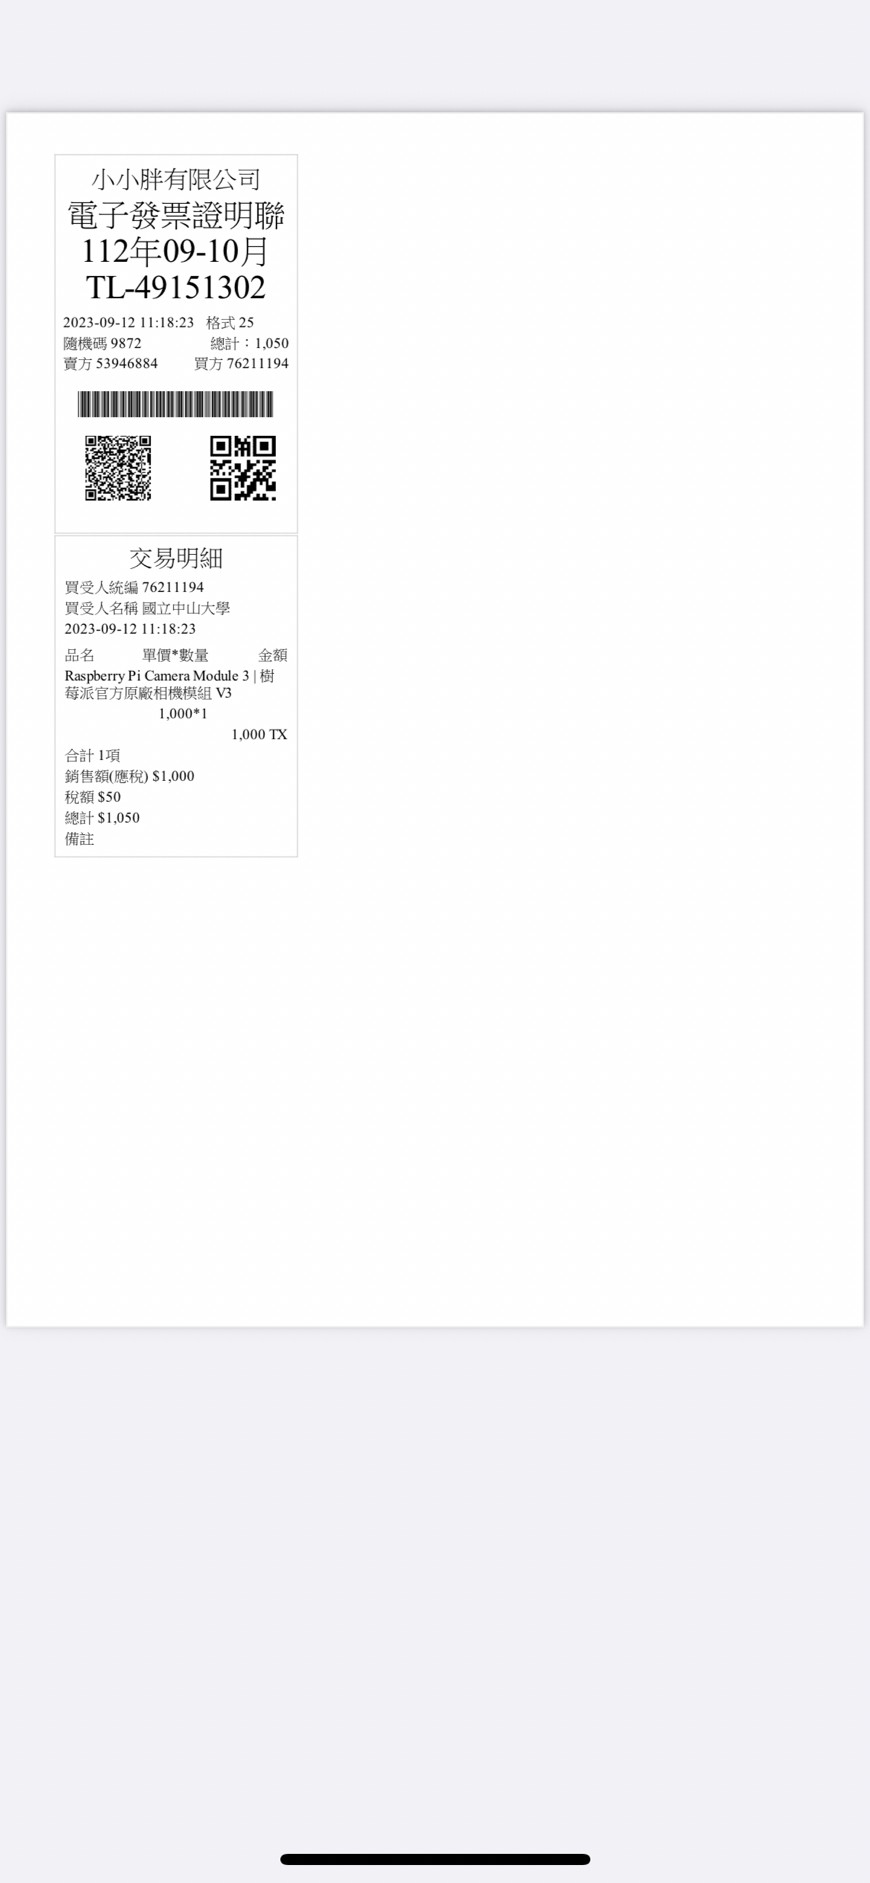 小小胖有限公司
電子發票證明聯
112年09-10月
TL-49151302
2023-09-12 11:18:23 格式 25
隨機碼 9872 總計：1,050
賣方 53946884 買方 76211194
交易明細
買受人統編 76211194
買受人名稱 國立中山大學
2023-09-12 11:18:23
品名 單價*數量 金額
Raspberry Pi Camera Module 3 | 樹
莓派官方原廠相機模組 V3
1,000*1
1,000 TX
合計 1項
銷售額(應稅) $1,000
稅額 $50
總計 $1,050
備註